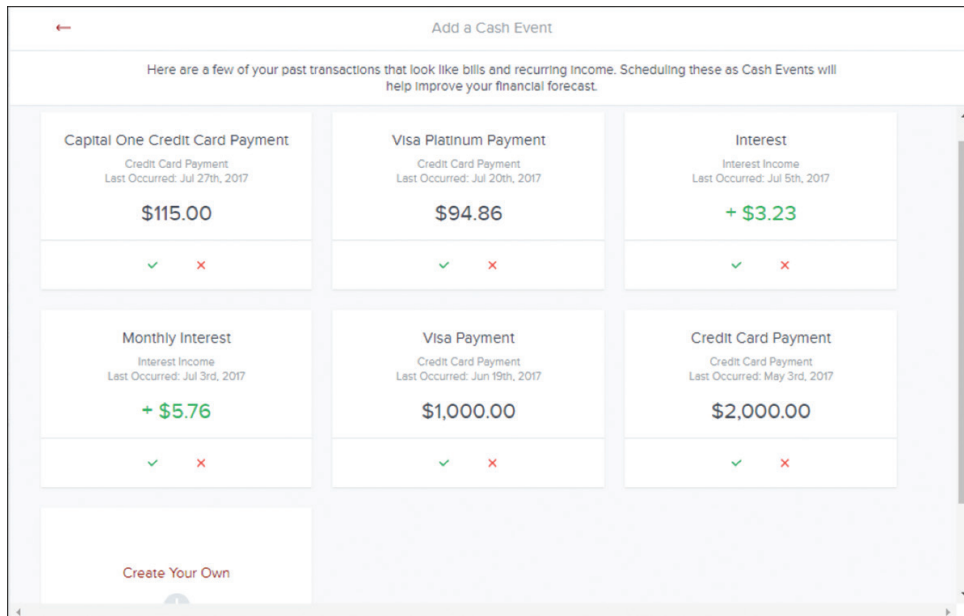 Add a Cash Event
Here are a few of your past transactions that look like bills and recurring income. Scheduling these as Cash Events will
help improve your financial forecast.
Capital One Credit Card Payment
Credit Card Payment
Last Occurred: Jul 27th, 2017
$115.00
Visa Platinum Payment
Credit Card Payment
Last Occurred: Jul 20th, 2017
$94.86
Interest
Interest Income
Last Occurred: Jul 5th, 2017
+ $3.23
Monthly Interest
Interest Income
Last Occurred: Jul 3rd, 2017
+ $5.76
Visa Payment
Credit Card Payment
Last Occurred: Jun 19th, 2017
$1,000.00
Credit Card Payment
Credit Card Payment
Last Occurred: May 3rd, 2017
$2,000.00
Create Your Own